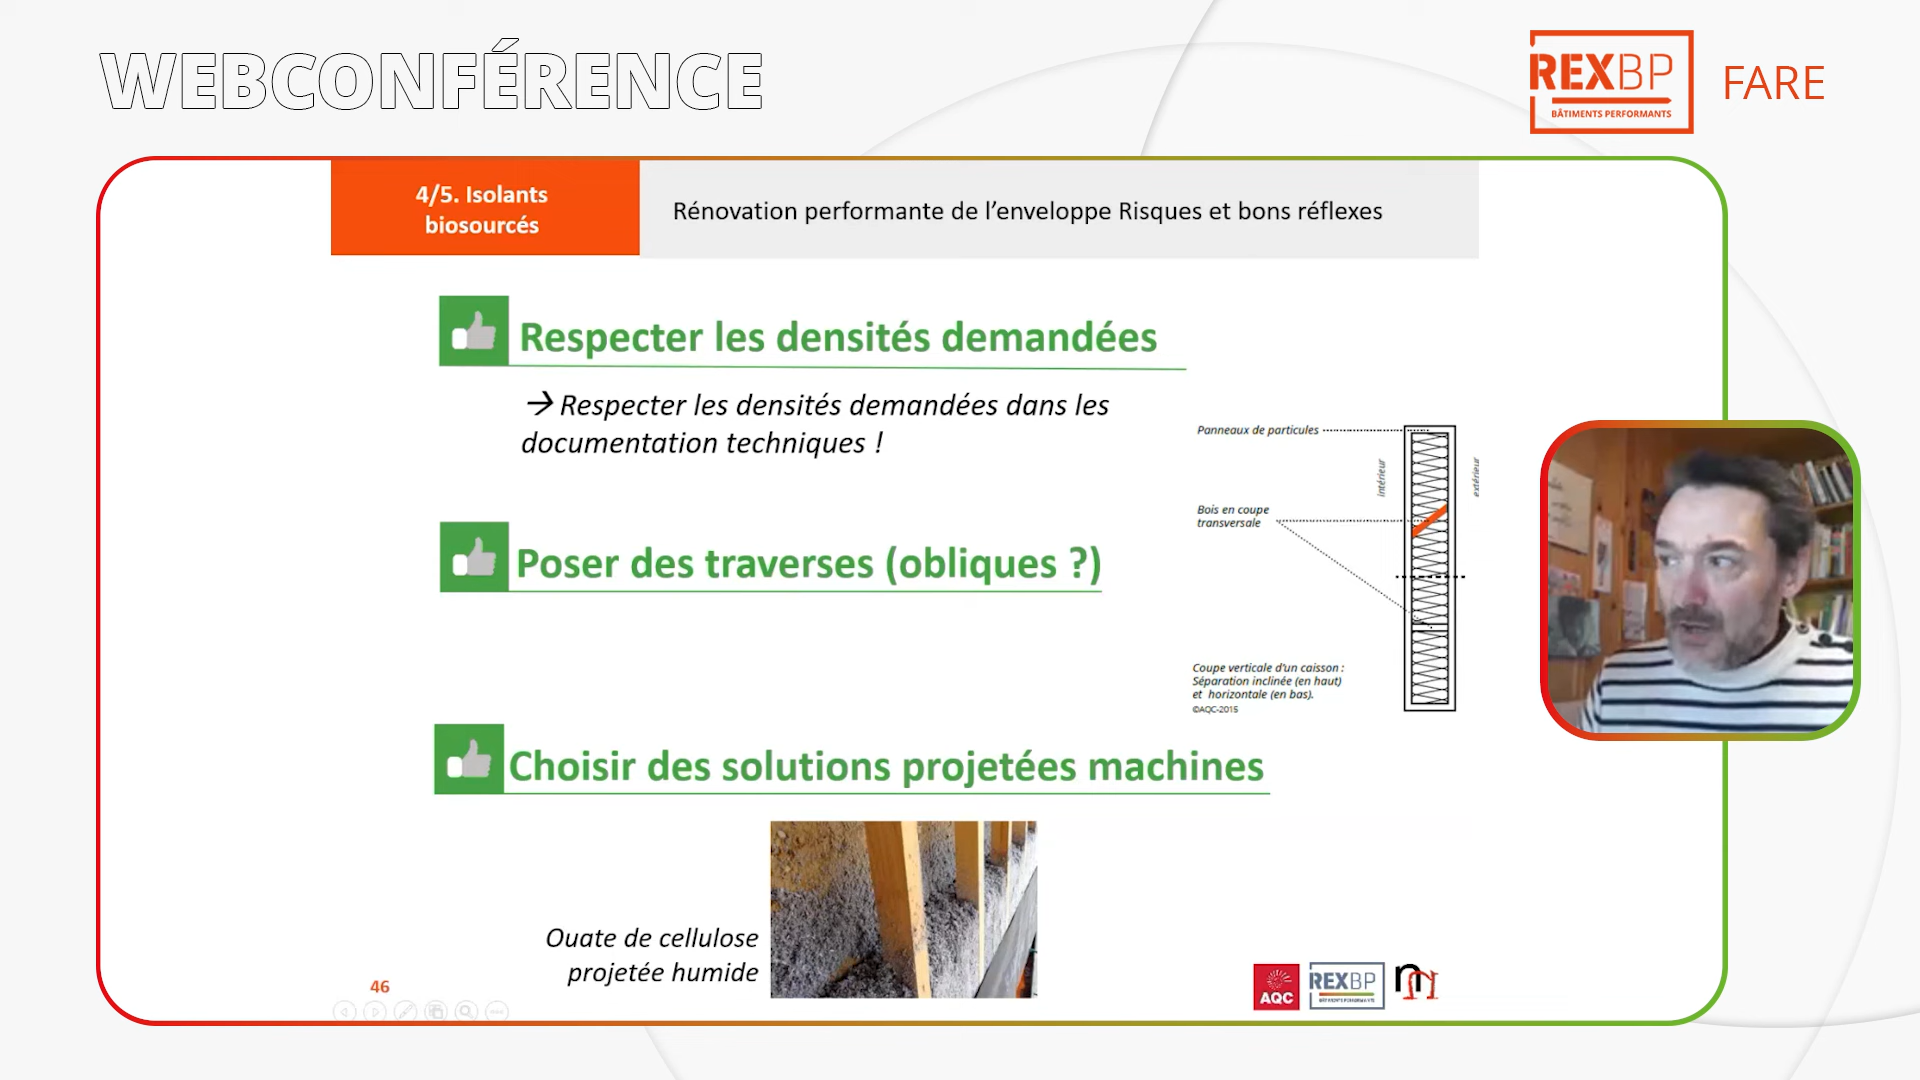 WEBCONFÉRENCE
REXBP
BÂTIMENTS PERFORMANTS
FARE
4/5. Isolants
biosourcés
Rénovation performante de l’enveloppe Risques et bons réflexes
Respecter les densités demandées
→ Respecter les densités demandées dans les
documentation techniques !
Panneaux de particules
intérieur
extérieur
Bois en coupe
transversale
Poser des traverses (obliques ?)
Coupe verticale d'un caisson :
Séparation inclinée (en haut)
et horizontale (en bas).
©AQC-2015
Choisir des solutions projetées machines
Ouate de cellulose
projetée humide
46
AQC
REXBP
BÂTIMENTS PERFORMANTS